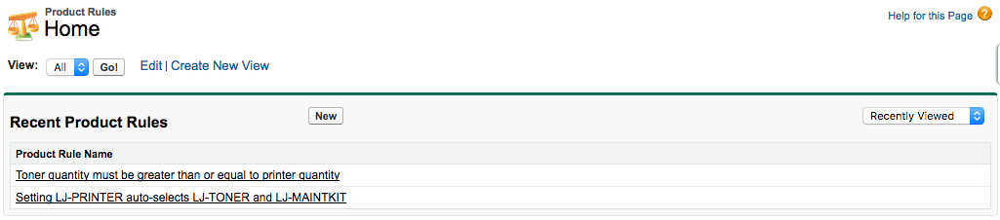 Product Rules
Home
Help for this Page ?
View: All Go! Edit | Create New View
Recent Product Rules New Recently Viewed
Product Rule Name
Toner quantity must be greater than or equal to printer quantity
Setting LJ-PRINTER auto-selects LJ-TONER and LJ-MAINTKIT